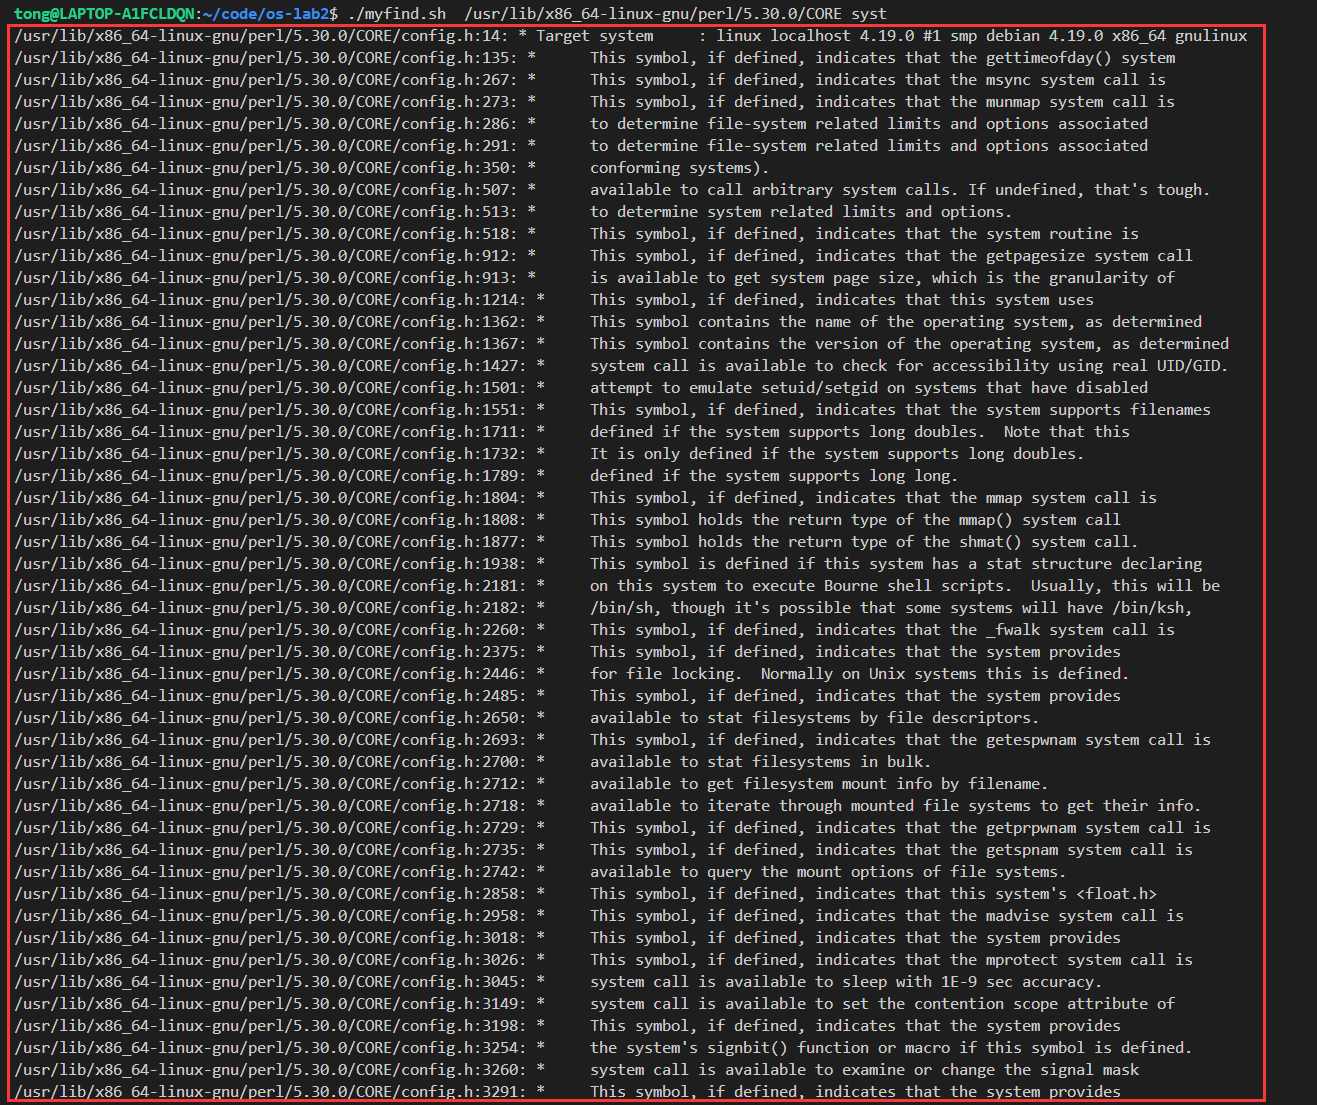 tong@LAPTOP-A1FCLDQN:~/code/os-lab2$ ./myfind.sh  /usr/lib/x86_64-linux-gnu/perl/5.30.0/CORE syst
/usr/lib/x86_64-linux-gnu/perl/5.30.0/CORE/config.h:14: * Target system     : linux localhost 4.19.0 #1 smp debian 4.19.0 x86_64 gnulinux
/usr/lib/x86_64-linux-gnu/perl/5.30.0/CORE/config.h:135: *      This symbol, if defined, indicates that the gettimeofday() system
/usr/lib/x86_64-linux-gnu/perl/5.30.0/CORE/config.h:267: *      This symbol, if defined, indicates that the msync system call is
/usr/lib/x86_64-linux-gnu/perl/5.30.0/CORE/config.h:273: *      This symbol, if defined, indicates that the munmap system call is
/usr/lib/x86_64-linux-gnu/perl/5.30.0/CORE/config.h:286: *      to determine file-system related limits and options associated
/usr/lib/x86_64-linux-gnu/perl/5.30.0/CORE/config.h:291: *      to determine file-system related limits and options associated
/usr/lib/x86_64-linux-gnu/perl/5.30.0/CORE/config.h:350: *      conforming systems).
/usr/lib/x86_64-linux-gnu/perl/5.30.0/CORE/config.h:507: *      available to call arbitrary system calls. If undefined, that's tough.
/usr/lib/x86_64-linux-gnu/perl/5.30.0/CORE/config.h:513: *      to determine system related limits and options.
/usr/lib/x86_64-linux-gnu/perl/5.30.0/CORE/config.h:518: *      This symbol, if defined, indicates that the system routine is
/usr/lib/x86_64-linux-gnu/perl/5.30.0/CORE/config.h:912: *      This symbol, if defined, indicates that the getpagesize system call
/usr/lib/x86_64-linux-gnu/perl/5.30.0/CORE/config.h:913: *      is available to get system page size, which is the granularity of
/usr/lib/x86_64-linux-gnu/perl/5.30.0/CORE/config.h:1214: *     This symbol, if defined, indicates that this system uses
/usr/lib/x86_64-linux-gnu/perl/5.30.0/CORE/config.h:1362: *     This symbol contains the name of the operating system, as determined
/usr/lib/x86_64-linux-gnu/perl/5.30.0/CORE/config.h:1367: *     This symbol contains the version of the operating system, as determined
/usr/lib/x86_64-linux-gnu/perl/5.30.0/CORE/config.h:1427: *     system call is available to check for accessibility using real UID/GID.
/usr/lib/x86_64-linux-gnu/perl/5.30.0/CORE/config.h:1501: *     attempt to emulate setuid/setgid on systems that have disabled
/usr/lib/x86_64-linux-gnu/perl/5.30.0/CORE/config.h:1551: *     This symbol, if defined, indicates that the system supports filenames
/usr/lib/x86_64-linux-gnu/perl/5.30.0/CORE/config.h:1711: *     defined if the system supports long doubles.  Note that this
/usr/lib/x86_64-linux-gnu/perl/5.30.0/CORE/config.h:1732: *     It is only defined if the system supports long doubles.
/usr/lib/x86_64-linux-gnu/perl/5.30.0/CORE/config.h:1789: *     defined if the system supports long long.
/usr/lib/x86_64-linux-gnu/perl/5.30.0/CORE/config.h:1804: *     This symbol, if defined, indicates that the mmap system call is
/usr/lib/x86_64-linux-gnu/perl/5.30.0/CORE/config.h:1808: *     This symbol holds the return type of the mmap() system call
/usr/lib/x86_64-linux-gnu/perl/5.30.0/CORE/config.h:1877: *     This symbol holds the return type of the shmat() system call.
/usr/lib/x86_64-linux-gnu/perl/5.30.0/CORE/config.h:1938: *     This symbol is defined if this system has a stat structure declaring
/usr/lib/x86_64-linux-gnu/perl/5.30.0/CORE/config.h:2181: *     on this system to execute Bourne shell scripts.  Usually, this will be
/usr/lib/x86_64-linux-gnu/perl/5.30.0/CORE/config.h:2182: *     /bin/sh, though it's possible that some systems will have /bin/ksh,
/usr/lib/x86_64-linux-gnu/perl/5.30.0/CORE/config.h:2260: *     This symbol, if defined, indicates that the _fwalk system call is
/usr/lib/x86_64-linux-gnu/perl/5.30.0/CORE/config.h:2375: *     This symbol, if defined, indicates that the system provides
/usr/lib/x86_64-linux-gnu/perl/5.30.0/CORE/config.h:2446: *     for file locking.  Normally on Unix systems this is defined.
/usr/lib/x86_64-linux-gnu/perl/5.30.0/CORE/config.h:2485: *     This symbol, if defined, indicates that the system provides
/usr/lib/x86_64-linux-gnu/perl/5.30.0/CORE/config.h:2650: *     available to stat filesystems by file descriptors.
/usr/lib/x86_64-linux-gnu/perl/5.30.0/CORE/config.h:2693: *     This symbol, if defined, indicates that the getespwnam system call is
/usr/lib/x86_64-linux-gnu/perl/5.30.0/CORE/config.h:2700: *     available to stat filesystems in bulk.
/usr/lib/x86_64-linux-gnu/perl/5.30.0/CORE/config.h:2712: *     available to get filesystem mount info by filename.
/usr/lib/x86_64-linux-gnu/perl/5.30.0/CORE/config.h:2718: *     available to iterate through mounted file systems to get their info.
/usr/lib/x86_64-linux-gnu/perl/5.30.0/CORE/config.h:2729: *     This symbol, if defined, indicates that the getprpwnam system call is
/usr/lib/x86_64-linux-gnu/perl/5.30.0/CORE/config.h:2735: *     This symbol, if defined, indicates that the getspnam system call is
/usr/lib/x86_64-linux-gnu/perl/5.30.0/CORE/config.h:2742: *     available to query the mount options of file systems.
/usr/lib/x86_64-linux-gnu/perl/5.30.0/CORE/config.h:2858: *     This symbol, if defined, indicates that this system's <float.h>
/usr/lib/x86_64-linux-gnu/perl/5.30.0/CORE/config.h:2958: *     This symbol, if defined, indicates that the madvise system call is
/usr/lib/x86_64-linux-gnu/perl/5.30.0/CORE/config.h:3018: *     This symbol, if defined, indicates that the system provides
/usr/lib/x86_64-linux-gnu/perl/5.30.0/CORE/config.h:3026: *     This symbol, if defined, indicates that the mprotect system call is
/usr/lib/x86_64-linux-gnu/perl/5.30.0/CORE/config.h:3045: *     system call is available to sleep with 1E-9 sec accuracy.
/usr/lib/x86_64-linux-gnu/perl/5.30.0/CORE/config.h:3149: *     system call is available to set the contention scope attribute of
/usr/lib/x86_64-linux-gnu/perl/5.30.0/CORE/config.h:3198: *     This symbol, if defined, indicates that the system provides
/usr/lib/x86_64-linux-gnu/perl/5.30.0/CORE/config.h:3254: *     the system's signbit() function or macro if this symbol is defined.
/usr/lib/x86_64-linux-gnu/perl/5.30.0/CORE/config.h:3260: *     system call is available to examine or change the signal mask
/usr/lib/x86_64-linux-gnu/perl/5.30.0/CORE/config.h:3291: *     This symbol, if defined, indicates that the system provides